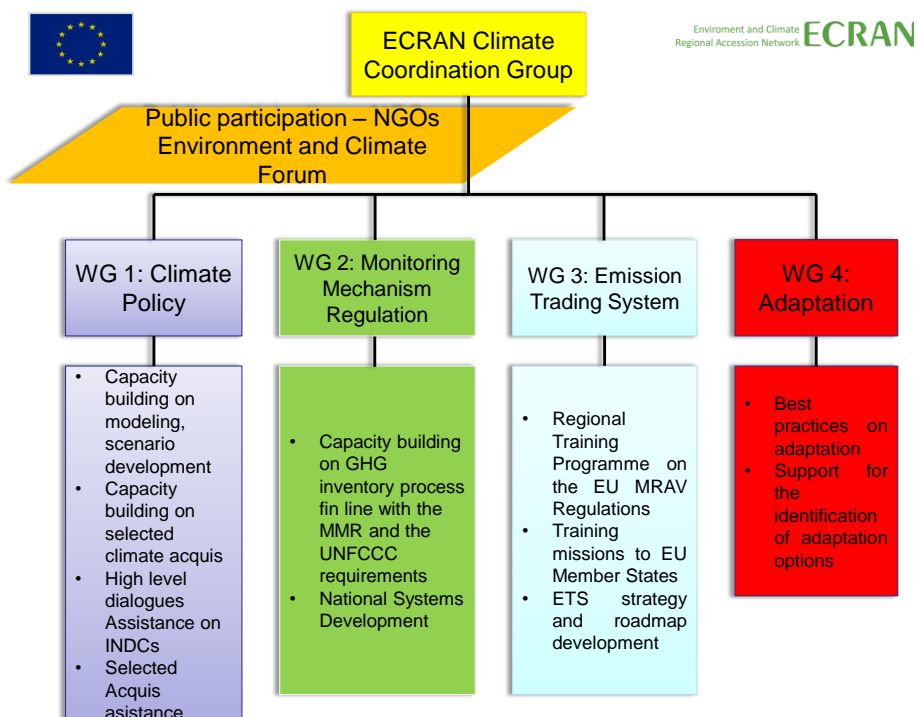 ECRAN Climate
Coordination Group
Enviroment and Climate
Regional Accession Network ECRAN
Public participation – NGOs
Environment and Climate
Forum
WG 1: Climate
Policy
WG 2: Monitoring
Mechanism
Regulation
WG 3: Emission
Trading System
WG 4:
Adaptation
• Capacity
building on
modeling,
scenario
development
• Capacity
building on
selected
climate acquis
• High level
dialogues
Assistance on
INDCs
• Selected
Acquis
asistance
• Capacity building
on GHG
inventory process
fin line with the
MMR and the
UNFCCC
requirements
• National Systems
Development
• Regional
Training
Programme on
the EU MRAV
Regulations
• Training
missions to EU
Member States
• ETS strategy
and roadmap
development
• Best
practices on
adaptation
• Support for
the
identification
of adaptation
options